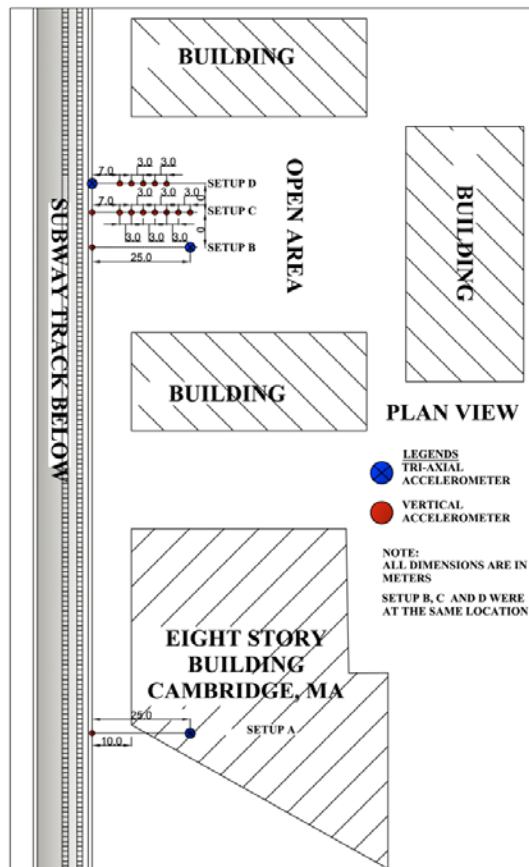 BUILDING
3.0 3.0
7.0
SETUP D
3.0 3.0
7.0
SETUP C
SETUP B
3.0 3.0 3.0
25.0
OPEN AREA
BUILDING
SUBWAY TRACK BELOW
BUILDING
PLAN VIEW
LEGENDS
TRI-AXIAL
ACCELEROMETER
VERTICAL
ACCELEROMETER
NOTE:
ALL DIMENSIONS ARE IN
METERS
SETUP B, C AND D WERE
AT THE SAME LOCATION
EIGHT STORY
BUILDING
CAMBRIDGE, MA
25.0
SETUP A
10.0